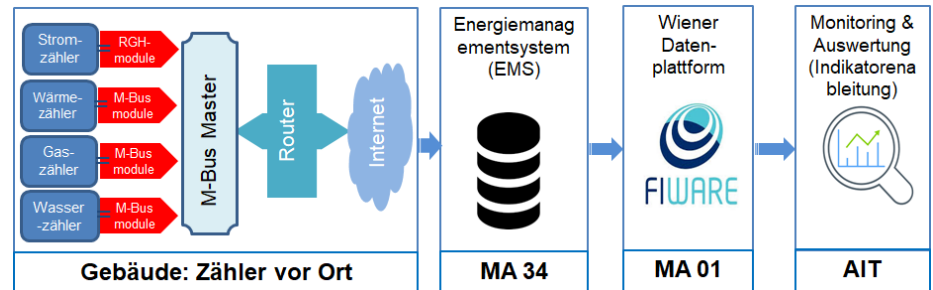 Strom-
zähler
RGH-
module
Wärme-
zähler
M-Bus
module
Gas-
zähler
M-Bus
module
Wasser
-zähler
M-Bus
module
M-Bus Master
Router
Internet
Gebäude: Zähler vor Ort
Energiemanag
ementsystem
(EMS)
MA 34
Wiener
Daten-
plattform
FIWARE
MA 01
Monitoring &
Auswertung
(Indikatorena
bleitung)
AIT